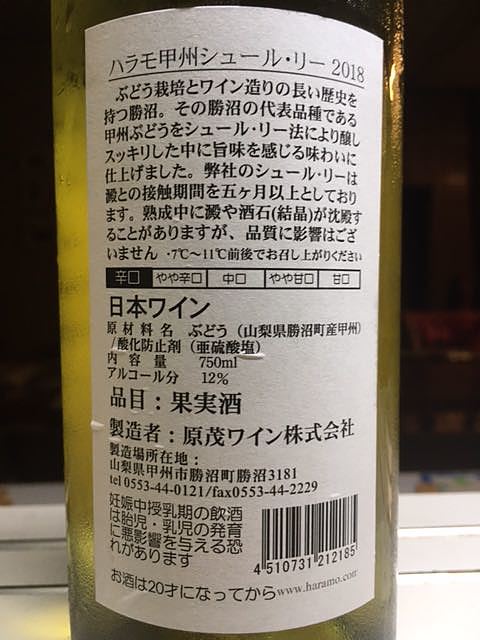 ハラモ甲州シュール・リー 2018
ぶどう栽培とワイン造りの長い歴史を
持つ勝沼。その勝沼の代表品種である
甲州ぶどうをシュール・リー法により醸し
スッキリした中に旨味を感じる味わいに
仕上げました。弊社のシュール・リーは
澱との接触期間を五ヶ月以上としており
ます。熟成中に澱や酒石(結晶)が沈殿す
ることがありますが、品質に影響はござ
いません ・7℃〜11℃前後でお召し上がりください
辛口 やや辛口 中口 やや甘口 甘口
日本ワイン
原材料名 ぶどう(山梨県勝沼町産甲州)
/酸化防止剤(亜硫酸塩)
内容量 750ml
アルコール分 12%
品目:果実酒
製造者:原茂ワイン株式会社
製造場所在地:
山梨県甲州市勝沼町勝沼3181
tel 0553-44-0121/fax0553-44-2229
妊娠中授乳期の飲酒
は胎児・乳児の発育
に悪影響を与える恐
れがあります
4 510731 212185
お酒は20才になってから www.haramo.com